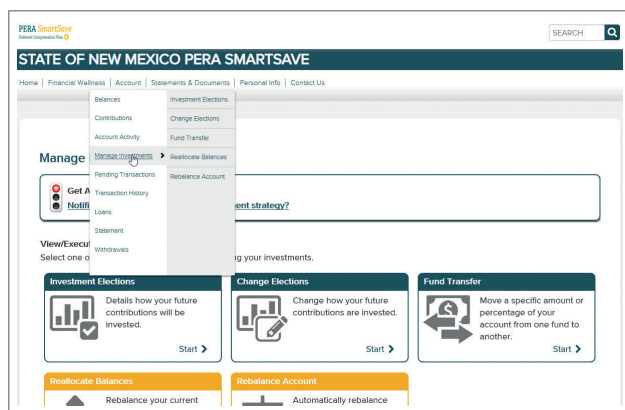 PERA SmartSave
Deferred Compensation Plan
SEARCH
STATE OF NEW MEXICO PERA SMARTSAVE
Home | Financial Wellness | Account | Statements & Documents | Personal Info | Contact Us
Balances
Contributions
Account Activity
Manage Investments
Pending Transactions
Transaction History
Loans
Statement
Withdrawals
Investment Elections
Change Elections
Fund Transfer
Reallocate Balances
Rebalance Account
Manage
Get A
Notifi
ent strategy?
View/Execut
Select one o
g your investments.
Investment Elections
Details how your future
contributions will be
invested.
Start
Change Elections
Change how your future
contributions are invested.
Start
Fund Transfer
Move a specific amount or
percentage of your
account from one fund to
another.
Start
Reallocate Balances
Rebalance your current
Rebalance Account
Automatically rebalance